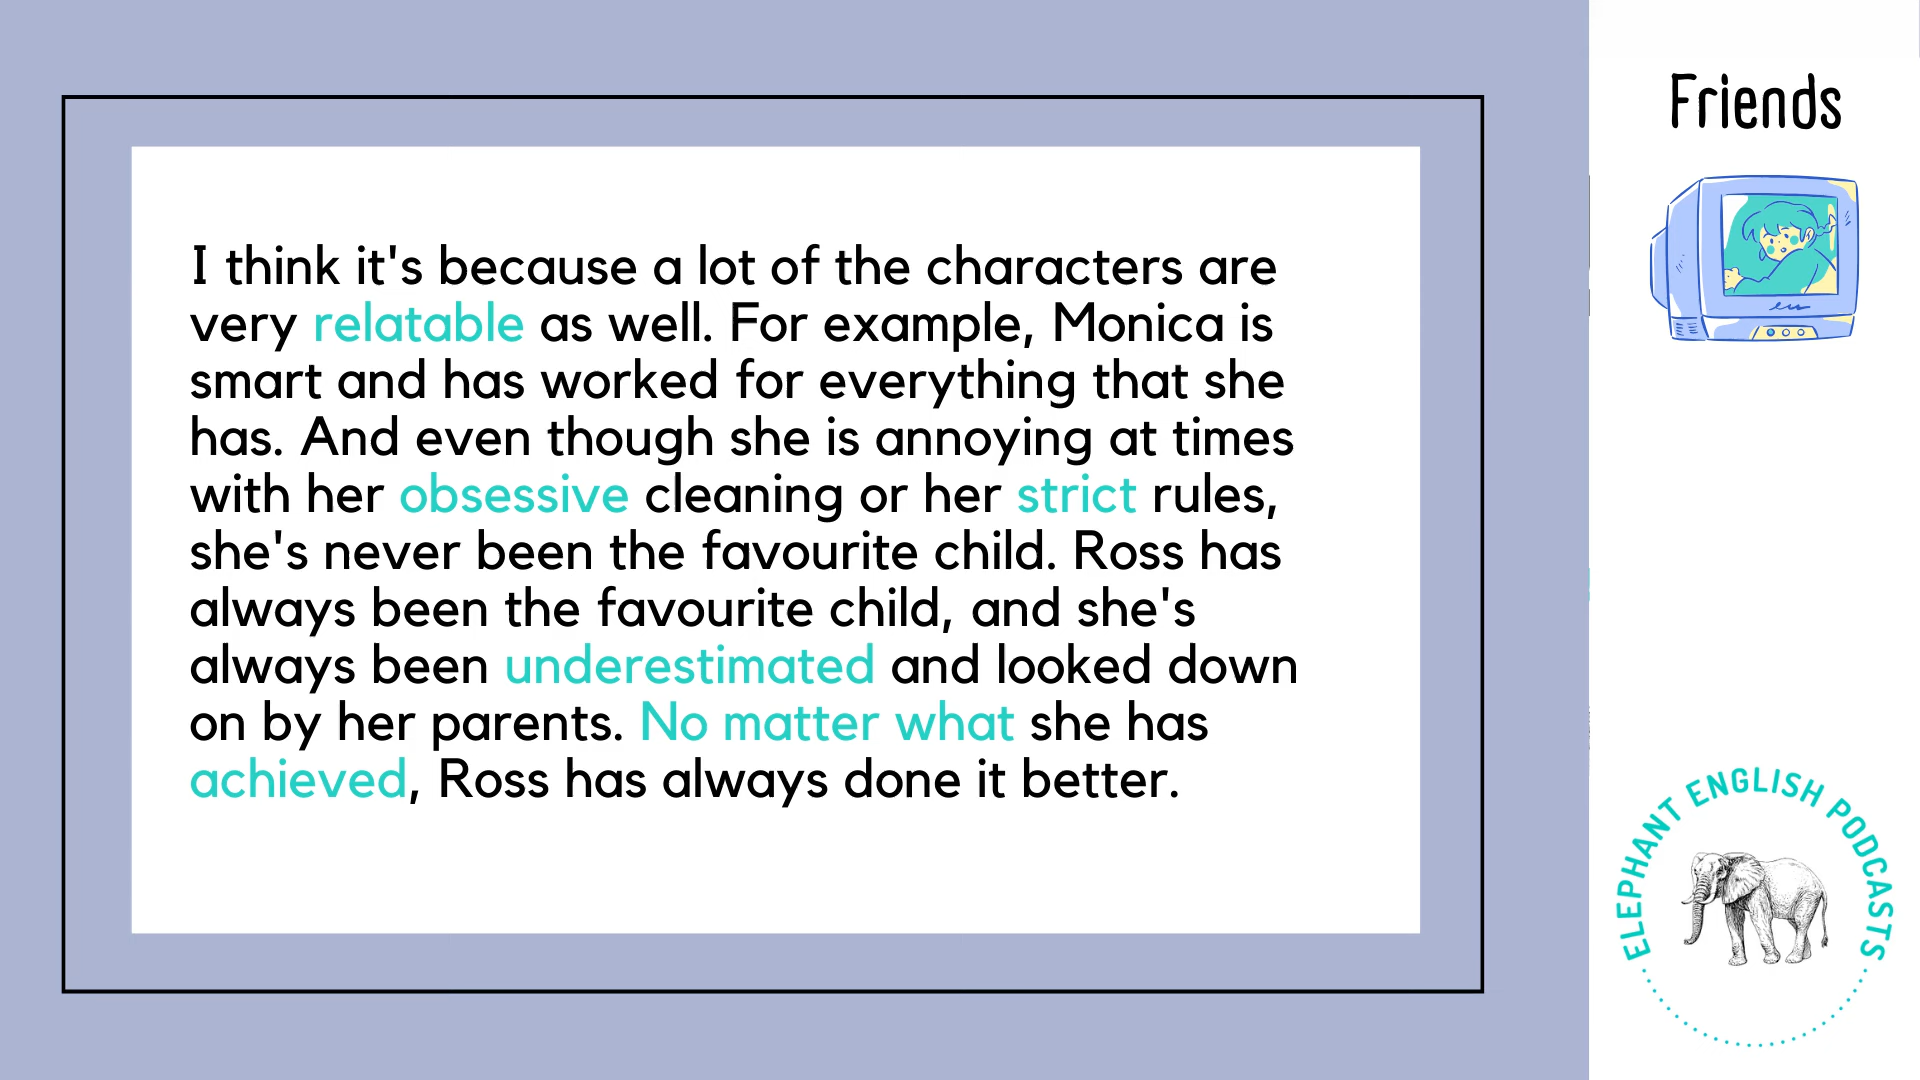 Friends
I think it's because a lot of the characters are
very relatable as well. For example, Monica is
smart and has worked for everything that she
has. And even though she is annoying at times
with her obsessive cleaning or her strict rules,
she's never been the favourite child. Ross has
always been the favourite child, and she's
always been underestimated and looked down
on by her parents. No matter what she has
achieved, Ross has always done it better.
ELEPHANT ENGLISH PODCASTS